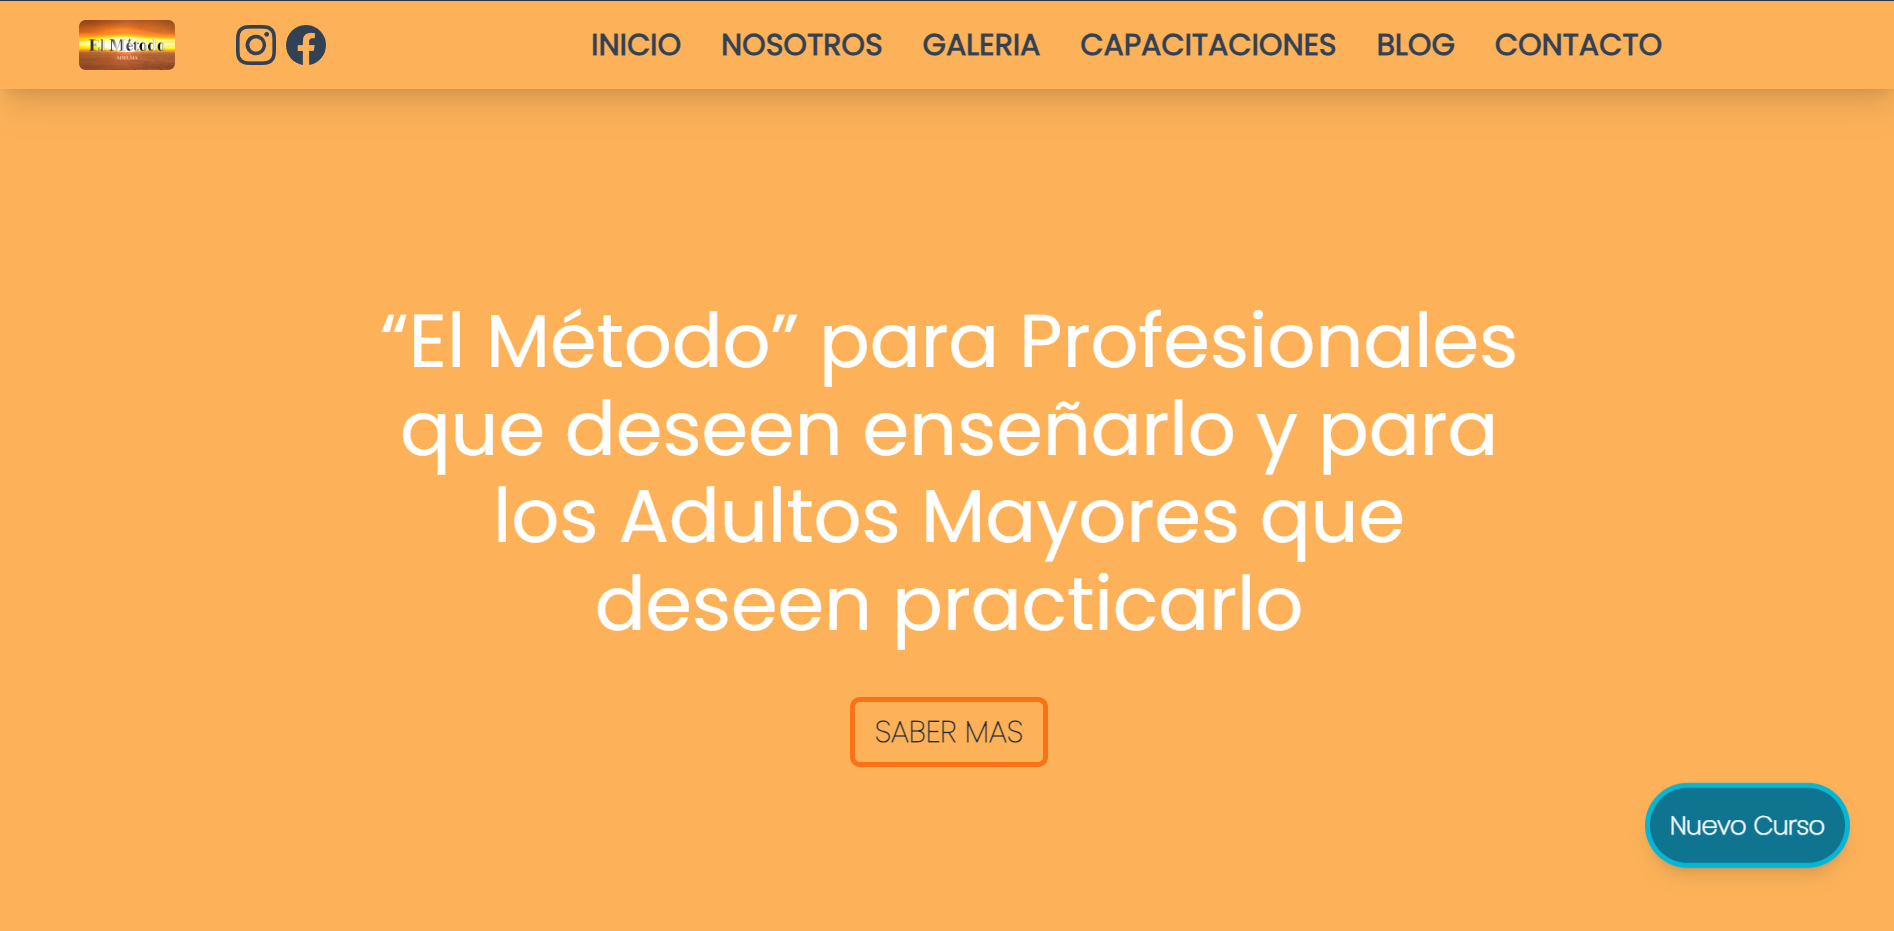 El Método
INICIO NOSOTROS GALERIA CAPACITACIONES BLOG CONTACTO
“El Método” para Profesionales
que deseen enseñarlo y para
los Adultos Mayores que
deseen practicarlo
SABER MAS
Nuevo Curso